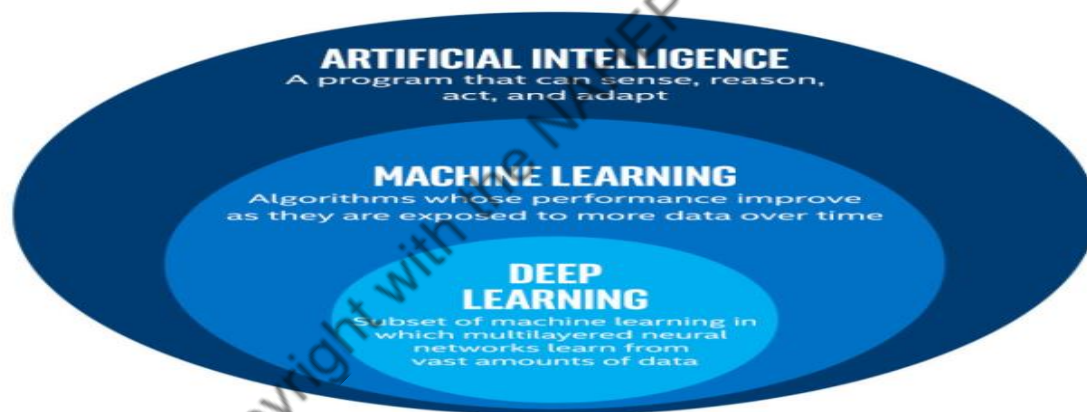 ARTIFICIAL INTELLIGENCE
A program that can sense, reason,
act, and adapt
MACHINE LEARNING
Algorithms whose performance improve
as they are exposed to more data over time
DEEP
LEARNING
Subset of machine learning in
which multilayered neural
networks learn from
vast amounts of data
with the